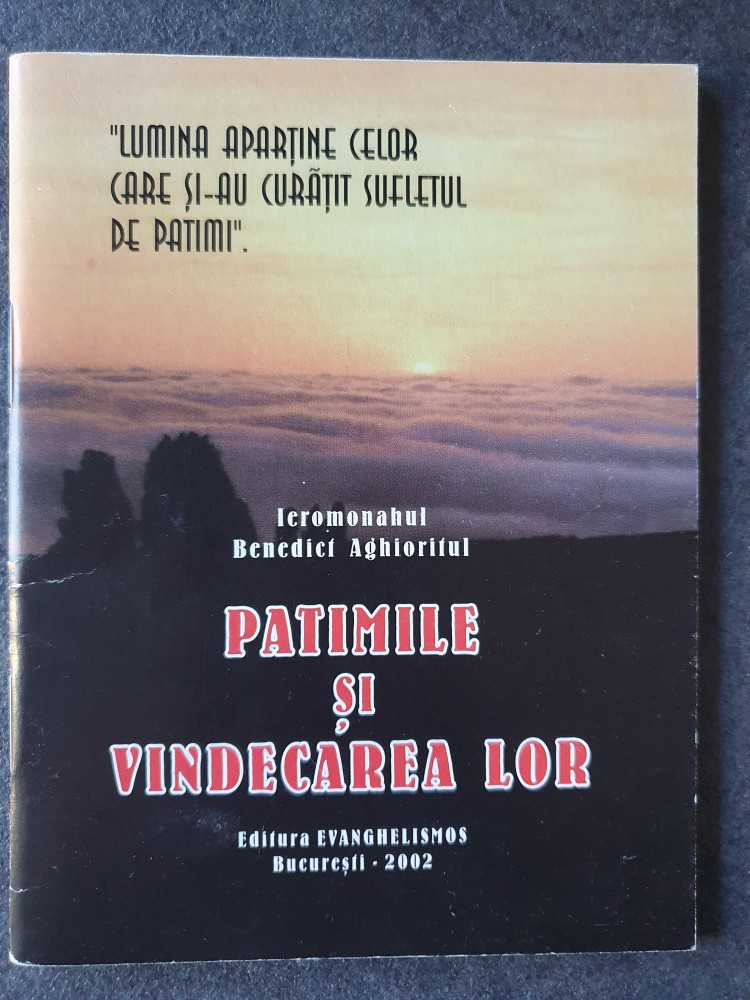 "LUMINA APARȚINE CELOR
CARE ȘI-AU CURÃȚIT SUFLETUL
DE PATIMI".
Ieromonahul
Benedict Aghioritul
PATIMILE
ȘI
VINDECAREA LOR
Editura EVANGHELISMOS
București - 2002